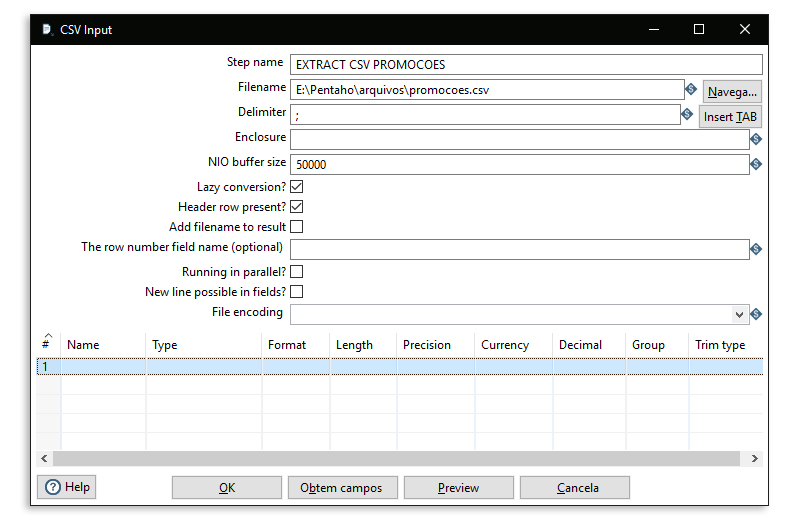 CSV Input
Step name EXTRACT CSV PROMOCOES
Filename E:\Pentaho\arquivos\promocoes.csv Navega...
Delimiter ; Insert TAB
Enclosure
NIO buffer size 50000
Lazy conversion?
Header row present?
Add filename to result
The row number field name (optional)
Running in parallel?
New line possible in fields?
File encoding
# Name Type Format Length Precision Currency Decimal Group Trim type
1
Help OK Obtem campos Preview Cancela